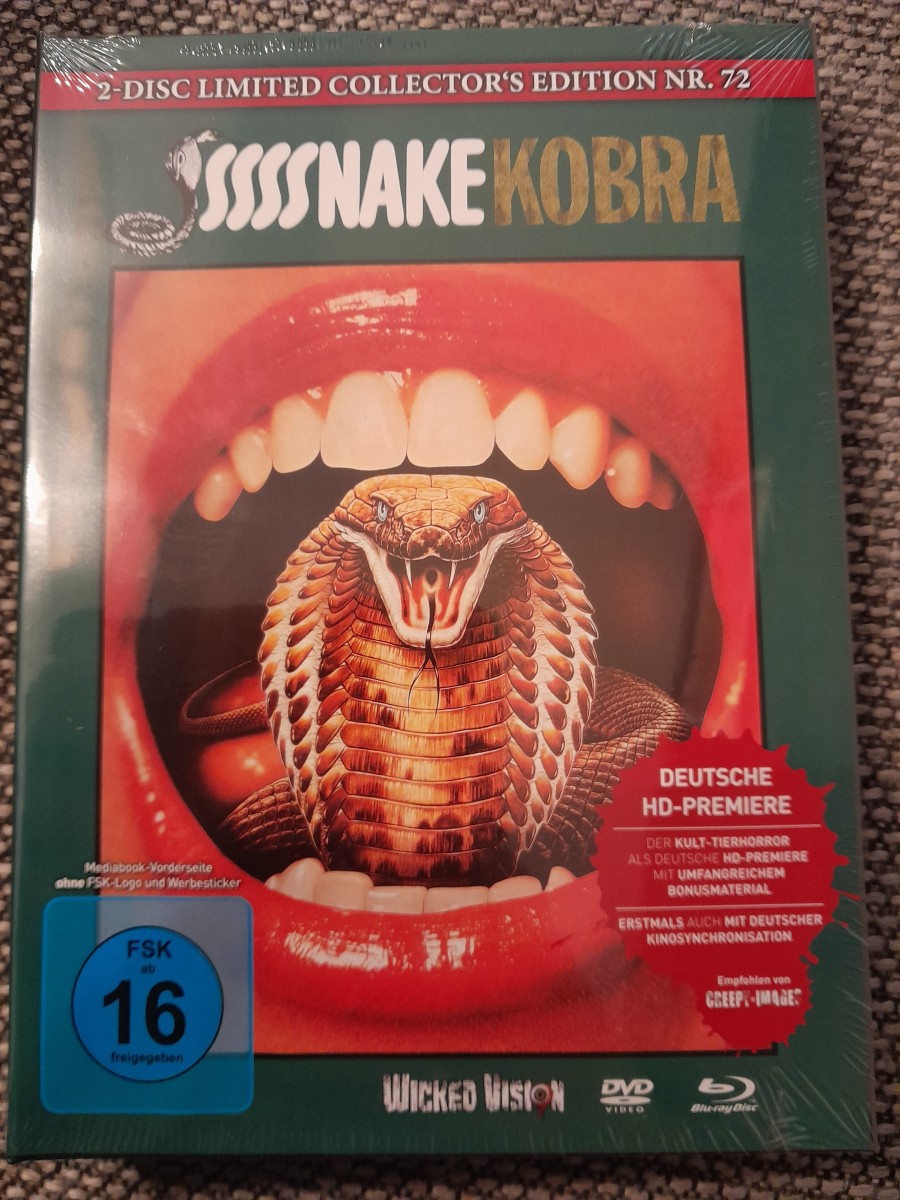 2-DISC LIMITED COLLECTOR'S EDITION NR. 72
SSSSNAKE KOBRA
DEUTSCHE
HD-PREMIERE
DER KULT-TIERHORROR
ALS DEUTSCHE HD-PREMIERE
MIT UMFANGREICHEM
BONUSMATERIAL
ERSTMALS AUCH MIT DEUTSCHER
KINOSYNCHRONISATION
Empfohlen von
CREEPY-IMAGES
Mediabook-Vorderseite
ohne FSK-Logo und Werbesticker
FSK
ab
16
freigegeben
WICKED VISION
DVD
VIDEO
Blu-ray Disc